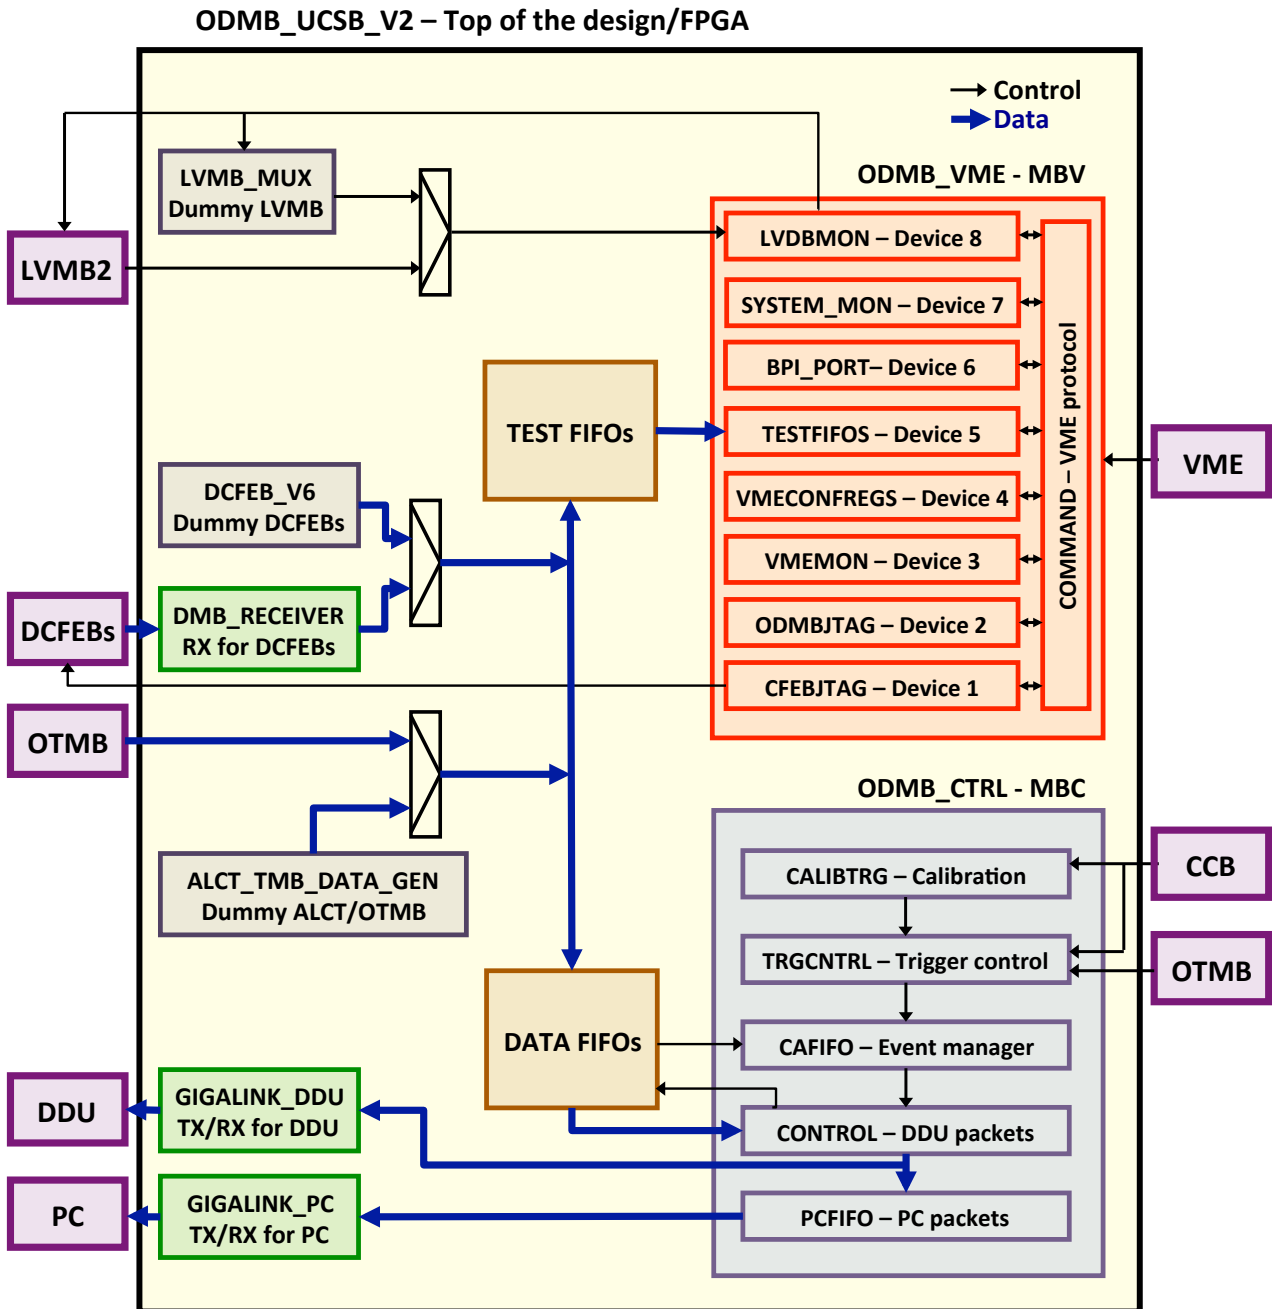 ODMB_UCSB_V2 – Top of the design/FPGA
Control
Data
LVMB_MUX
Dummy LVMB
LVMB2
ODMB_VME - MBV
LVDBMON – Device 8
SYSTEM_MON – Device 7
BPI_PORT– Device 6
TESTFIFOS – Device 5
VMECONFREGS – Device 4
VMEMON – Device 3
ODMBJTAG – Device 2
CFEBJTAG – Device 1
COMMAND – VME protocol
VME
TEST FIFOs
DCFEB_V6
Dummy DCFEBs
DCFEBs
DMB_RECEIVER
RX for DCFEBs
OTMB
ALCT_TMB_DATA_GEN
Dummy ALCT/OTMB
ODMB_CTRL - MBC
CALIBTRG – Calibration
TRGCNTRL – Trigger control
CAFIFO – Event manager
CONTROL – DDU packets
PCFIFO – PC packets
CCB
OTMB
DATA FIFOs
DDU
GIGALINK_DDU
TX/RX for DDU
PC
GIGALINK_PC
TX/RX for PC